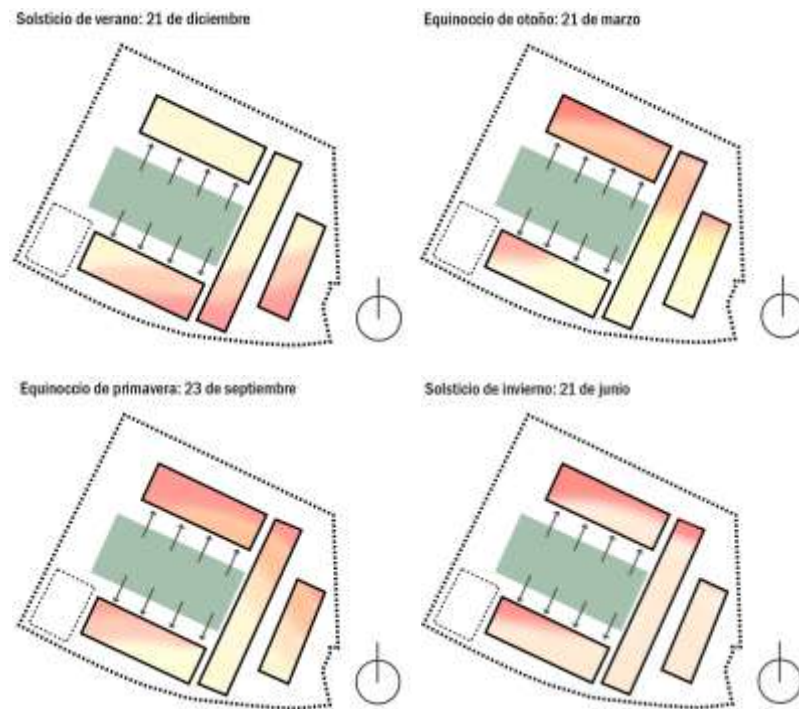 Solsticio de verano: 21 de diciembre
Equinoccio de otoño: 21 de marzo
Equinoccio de primavera: 23 de septiembre
Solsticio de invierno: 21 de junio